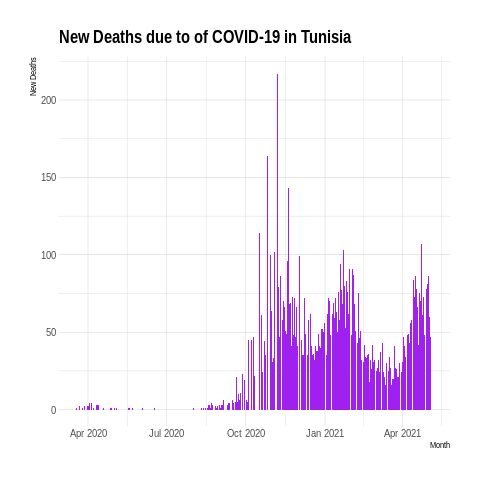 New Deaths due to of COVID-19 in Tunisia
New Deaths
200
150
100
50
0
Apr 2020 Jul 2020 Oct 2020 Jan 2021 Apr 2021
Month